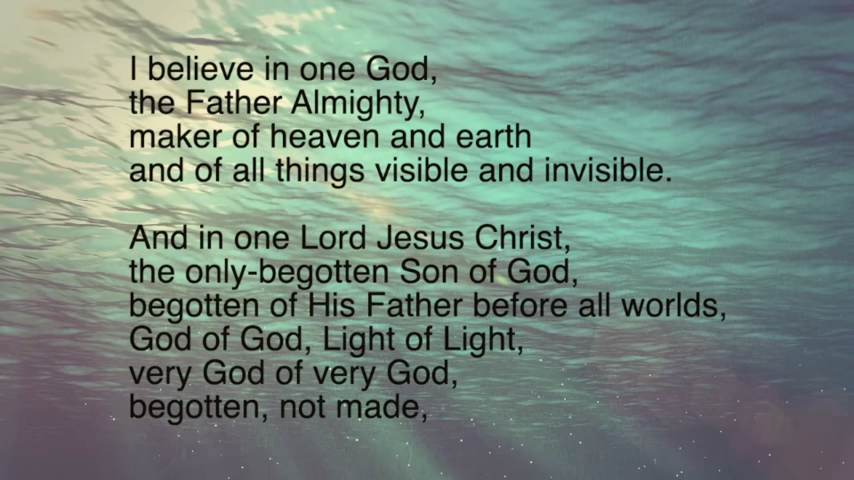 I believe in one God,
the Father Almighty,
maker of heaven and earth
and of all things visible and invisible.
And in one Lord Jesus Christ,
the only-begotten Son of God,
begotten of His Father before all worlds,
God of God, Light of Light,
very God of very God,
begotten, not made,